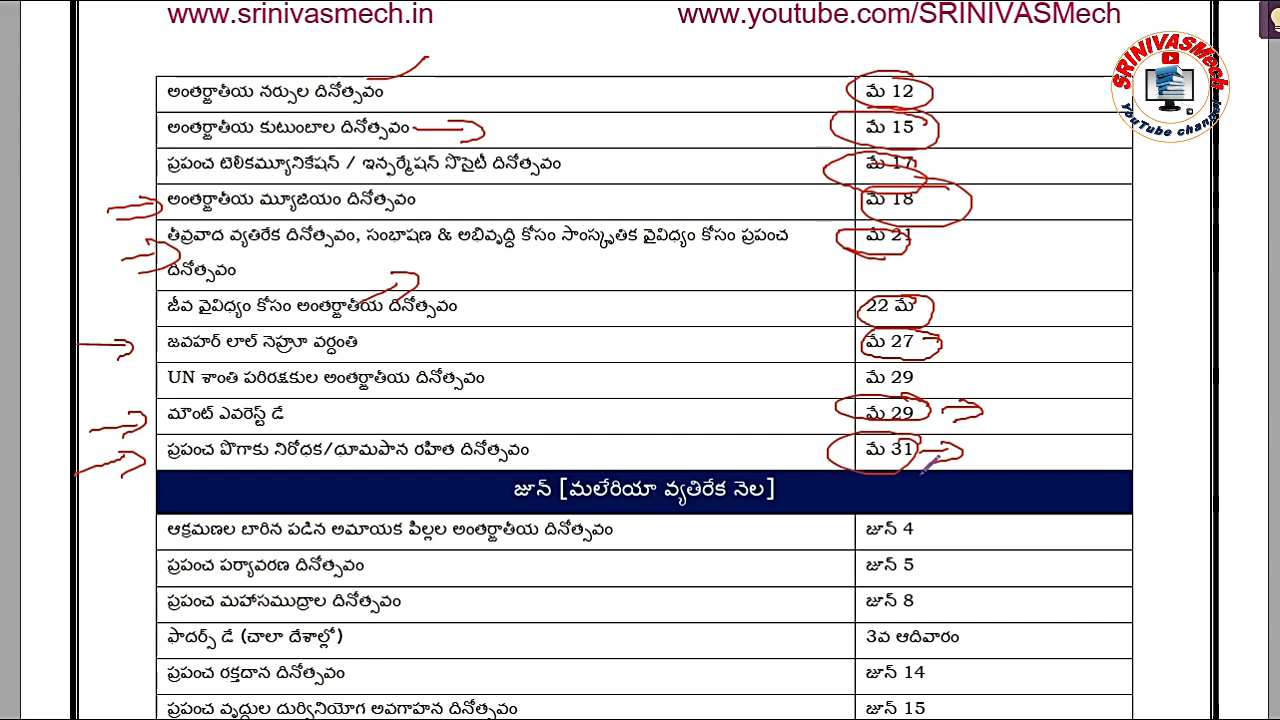 www.srinivasmech.in www.youtube.com/SRINIVASMech
SRINIVASMech
YouTube channel
అంతర్జాతీయ నర్సుల దినోత్సవం మే 12
అంతర్జాతీయ కుటుంబాల దినోత్సవం మే 15
ప్రపంచ టెలికమ్యూనికేషన్ / ఇన్ఫర్మేషన్ సొసైటీ దినోత్సవం మే 17
అంతర్జాతీయ మ్యూజియం దినోత్సవం మే 18
తీవ్రవాద వ్యతిరేక దినోత్సవం, సంభాషణ & అభివృద్ధి కోసం సాంస్కృతిక వైవిధ్యం కోసం ప్రపంచ మే 21
దినోత్సవం
జీవ వైవిధ్యం కోసం అంతర్జాతీయ దినోత్సవం 22 మే
జవహర్ లాల్ నెహ్రూ వర్ధంతి మే 27
UN శాంతి పరిరక్షకుల అంతర్జాతీయ దినోత్సవం మే 29
మౌంట్ ఎవరెస్ట్ డే మే 29
ప్రపంచ పొగాకు నిరోధక/ధూమపాన రహిత దినోత్సవం మే 31
జూన్ [మలేరియా వ్యతిరేక నెల]
ఆక్రమణల బారిన పడిన అమాయక పిల్లల అంతర్జాతీయ దినోత్సవం జూన్ 4
ప్రపంచ పర్యావరణ దినోత్సవం జూన్ 5
ప్రపంచ మహాసముద్రాల దినోత్సవం జూన్ 8
ఫాదర్స్ డే (చాలా దేశాల్లో) 3వ ఆదివారం
ప్రపంచ రక్తదాన దినోత్సవం జూన్ 14
ప్రపంచ వృద్ధుల దుర్వినియోగ అవగాహన దినోత్సవం జూన్ 15